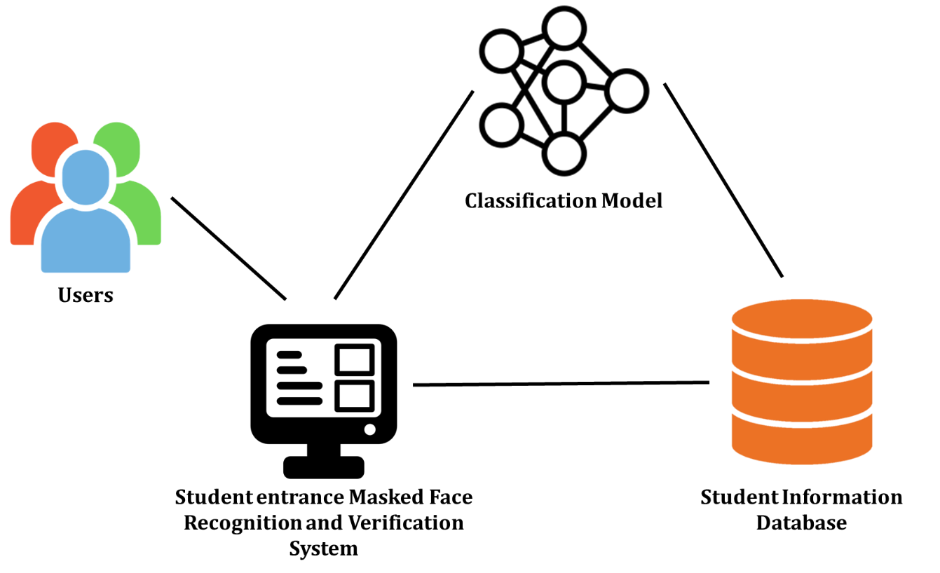 Classification Model
Users
Student entrance Masked Face
Recognition and Verification
System
Student Information
Database